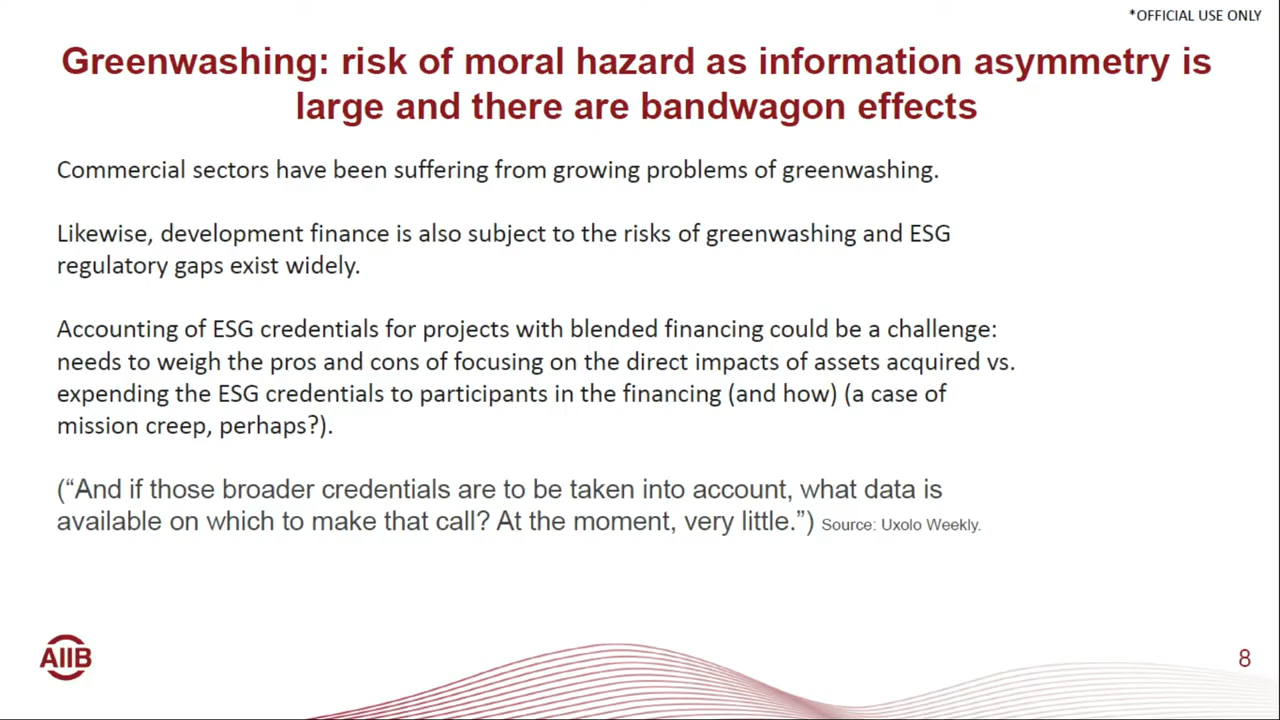 *OFFICIAL USE ONLY
Greenwashing: risk of moral hazard as information asymmetry is
large and there are bandwagon effects
Commercial sectors have been suffering from growing problems of greenwashing.
Likewise, development finance is also subject to the risks of greenwashing and ESG
regulatory gaps exist widely.
Accounting of ESG credentials for projects with blended financing could be a challenge:
needs to weigh the pros and cons of focusing on the direct impacts of assets acquired vs.
expending the ESG credentials to participants in the financing (and how) (a case of
mission creep, perhaps?).
(“And if those broader credentials are to be taken into account, what data is
available on which to make that call? At the moment, very little.”) Source: Uxolo Weekly.
AIIB
8